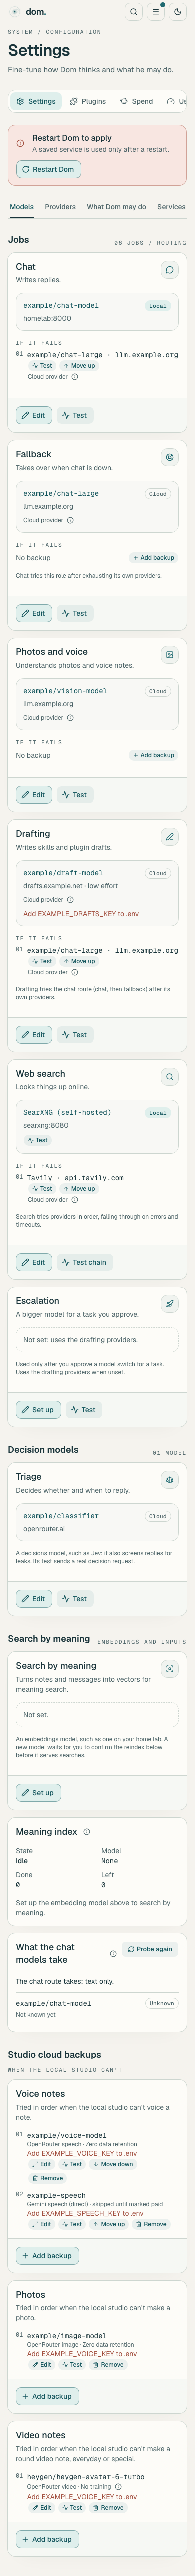 dom.
SYSTEM / CONFIGURATION
Settings
Fine-tune how Dom thinks and what he may do.
Settings Plugins Spend Us
Restart Dom to apply
A saved service is used only after a restart.
Restart Dom
Models Providers What Dom may do Services
Jobs 06 JOBS / ROUTING
Chat
Writes replies.
example/chat-model Local
homelab:8000
IF IT FAILS
01 example/chat-large · llm.example.org
Test Move up
Cloud provider
Edit Test
Fallback
Takes over when chat is down.
example/chat-large Cloud
llm.example.org
Cloud provider
IF IT FAILS
No backup Add backup
Chat tries this role after exhausting its own providers.
Edit Test
Photos and voice
Understands photos and voice notes.
example/vision-model Cloud
llm.example.org
Cloud provider
IF IT FAILS
No backup Add backup
Edit Test
Drafting
Writes skills and plugin drafts.
example/draft-model Cloud
drafts.example.net · low effort
Cloud provider
Add EXAMPLE_DRAFTS_KEY to .env
IF IT FAILS
01 example/chat-large · llm.example.org
Test Move up
Cloud provider
Drafting tries the chat route (chat, then fallback) after its
own providers.
Edit Test
Web search
Looks things up online.
SearXNG (self-hosted) Local
searxng:8080
Test
IF IT FAILS
01 Tavily · api.tavily.com
Test Move up
Cloud provider
Search tries providers in order, falling through on errors and
timeouts.
Edit Test chain
Escalation
A bigger model for a task you approve.
Not set: uses the drafting providers.
Used only after you approve a model switch for a task.
Uses the drafting providers when unset.
Set up Test
Decision models 01 MODEL
Triage
Decides whether and when to reply.
example/classifier Cloud
openrouter.ai
A decisions model, such as Jev: it also screens replies for
leaks. Its test sends a real decision request.
Edit Test
Search by meaning EMBEDDINGS AND INPUTS
Search by meaning
Turns notes and messages into vectors for
meaning search.
Not set.
An embeddings model, such as one on your home lab. A
new model waits for you to confirm the reindex below
before it serves searches.
Set up
Meaning index
State Model
Idle None
Done Left
0 0
Set up the embedding model above to search by
meaning.
What the chat
models take
Probe again
The chat route takes: text only.
example/chat-model Unknown
Not known yet
Studio cloud backups
WHEN THE LOCAL STUDIO CAN'T
Voice notes
Tried in order when the local studio can't voice a
note.
01 example/voice-model
OpenRouter speech · Zero data retention
Add EXAMPLE_VOICE_KEY to .env
Edit Test Move down
Remove
02 example-speech
Gemini speech (direct) · skipped until marked paid
Add EXAMPLE_SPEECH_KEY to .env
Edit Test Move up Remove
Add backup
Photos
Tried in order when the local studio can't make a
photo.
01 example/image-model
OpenRouter image · Zero data retention
Add EXAMPLE_VOICE_KEY to .env
Edit Test Remove
Add backup
Video notes
Tried in order when the local studio can't make a
round video note, everyday or special.
01 heygen/heygen-avatar-6-turbo
OpenRouter video · No training
Add EXAMPLE_VOICE_KEY to .env
Edit Test Remove
Add backup